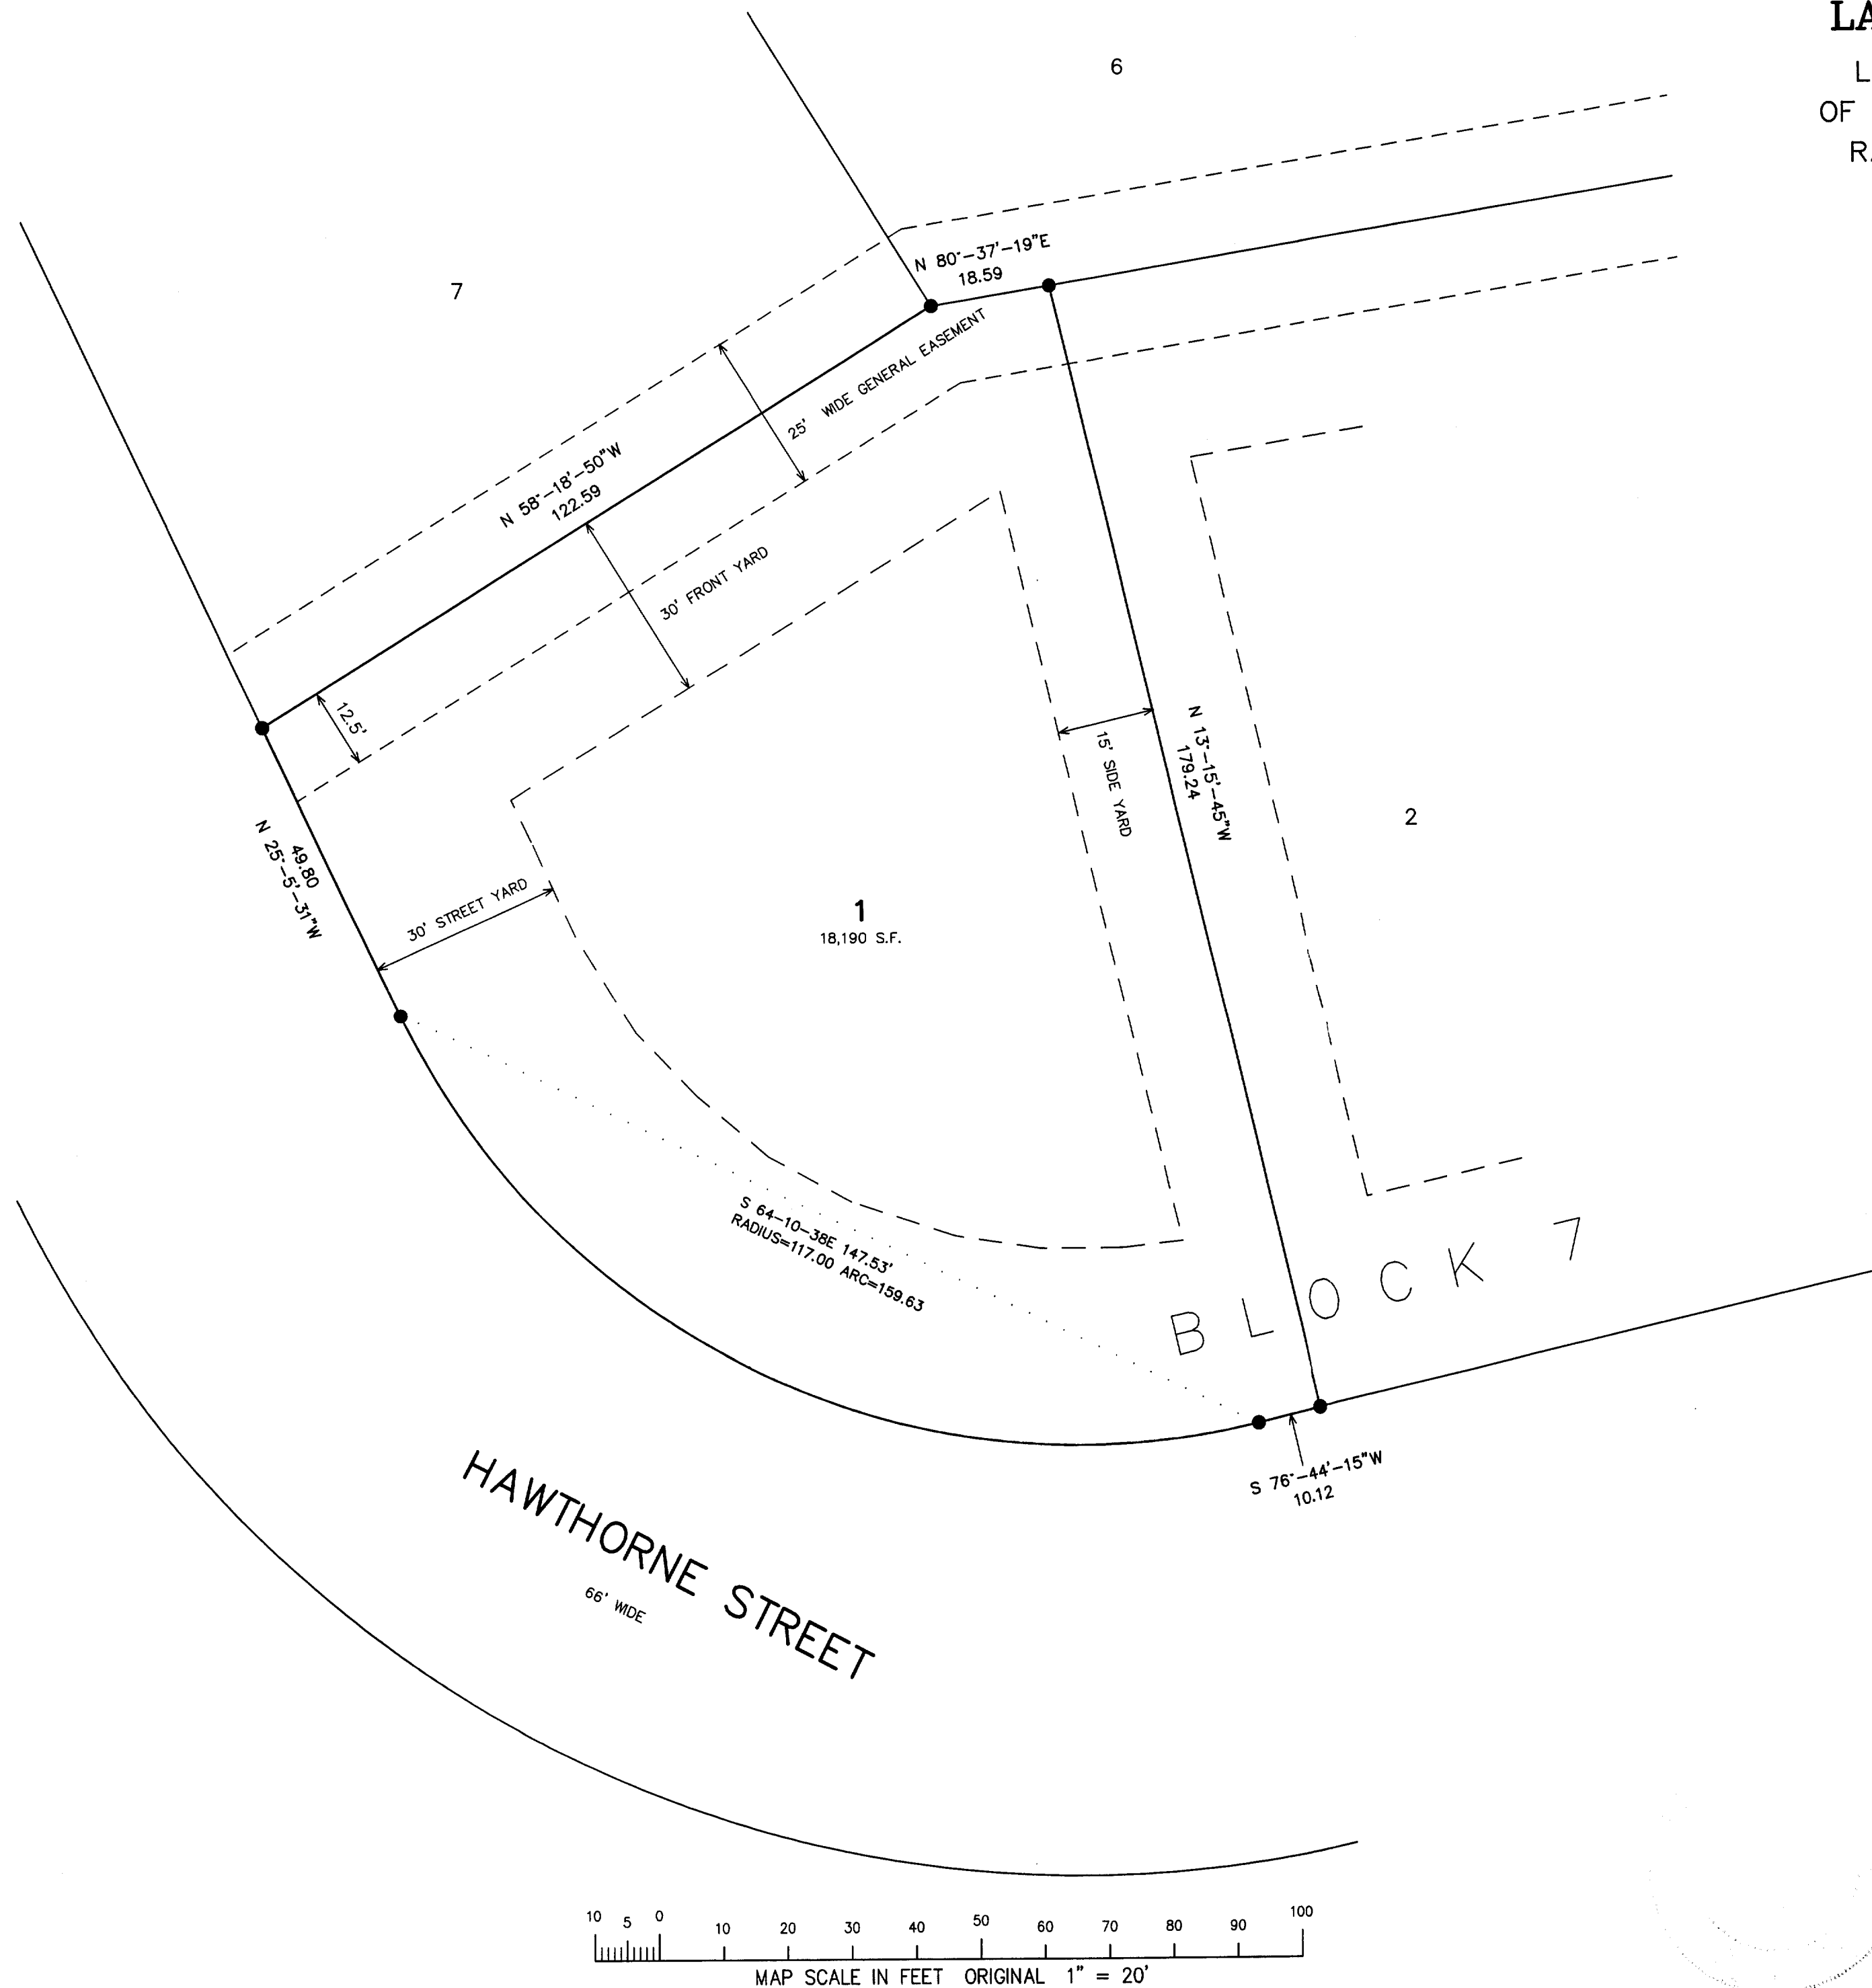 LA
L
OF
R.
6
7
N 80°-37'-19"E
18.59
25' WIDE GENERAL EASEMENT
N 58°-18'-50"W
122.59
30' FRONT YARD
12.5'
N 13°-15'-45"W
179.24
15' SIDE YARD
2
49.80
N 25°-5'-31"W
30' STREET YARD
1
18,190 S.F.
S 64-10-38E 147.53'
RADIUS=117.00 ARC=159.63
BLOCK 7
S 76°-44'-15"W
10.12
HAWTHORNE STREET
66' WIDE
10 5 0 10 20 30 40 50 60 70 80 90 100
MAP SCALE IN FEET ORIGINAL 1" = 20'